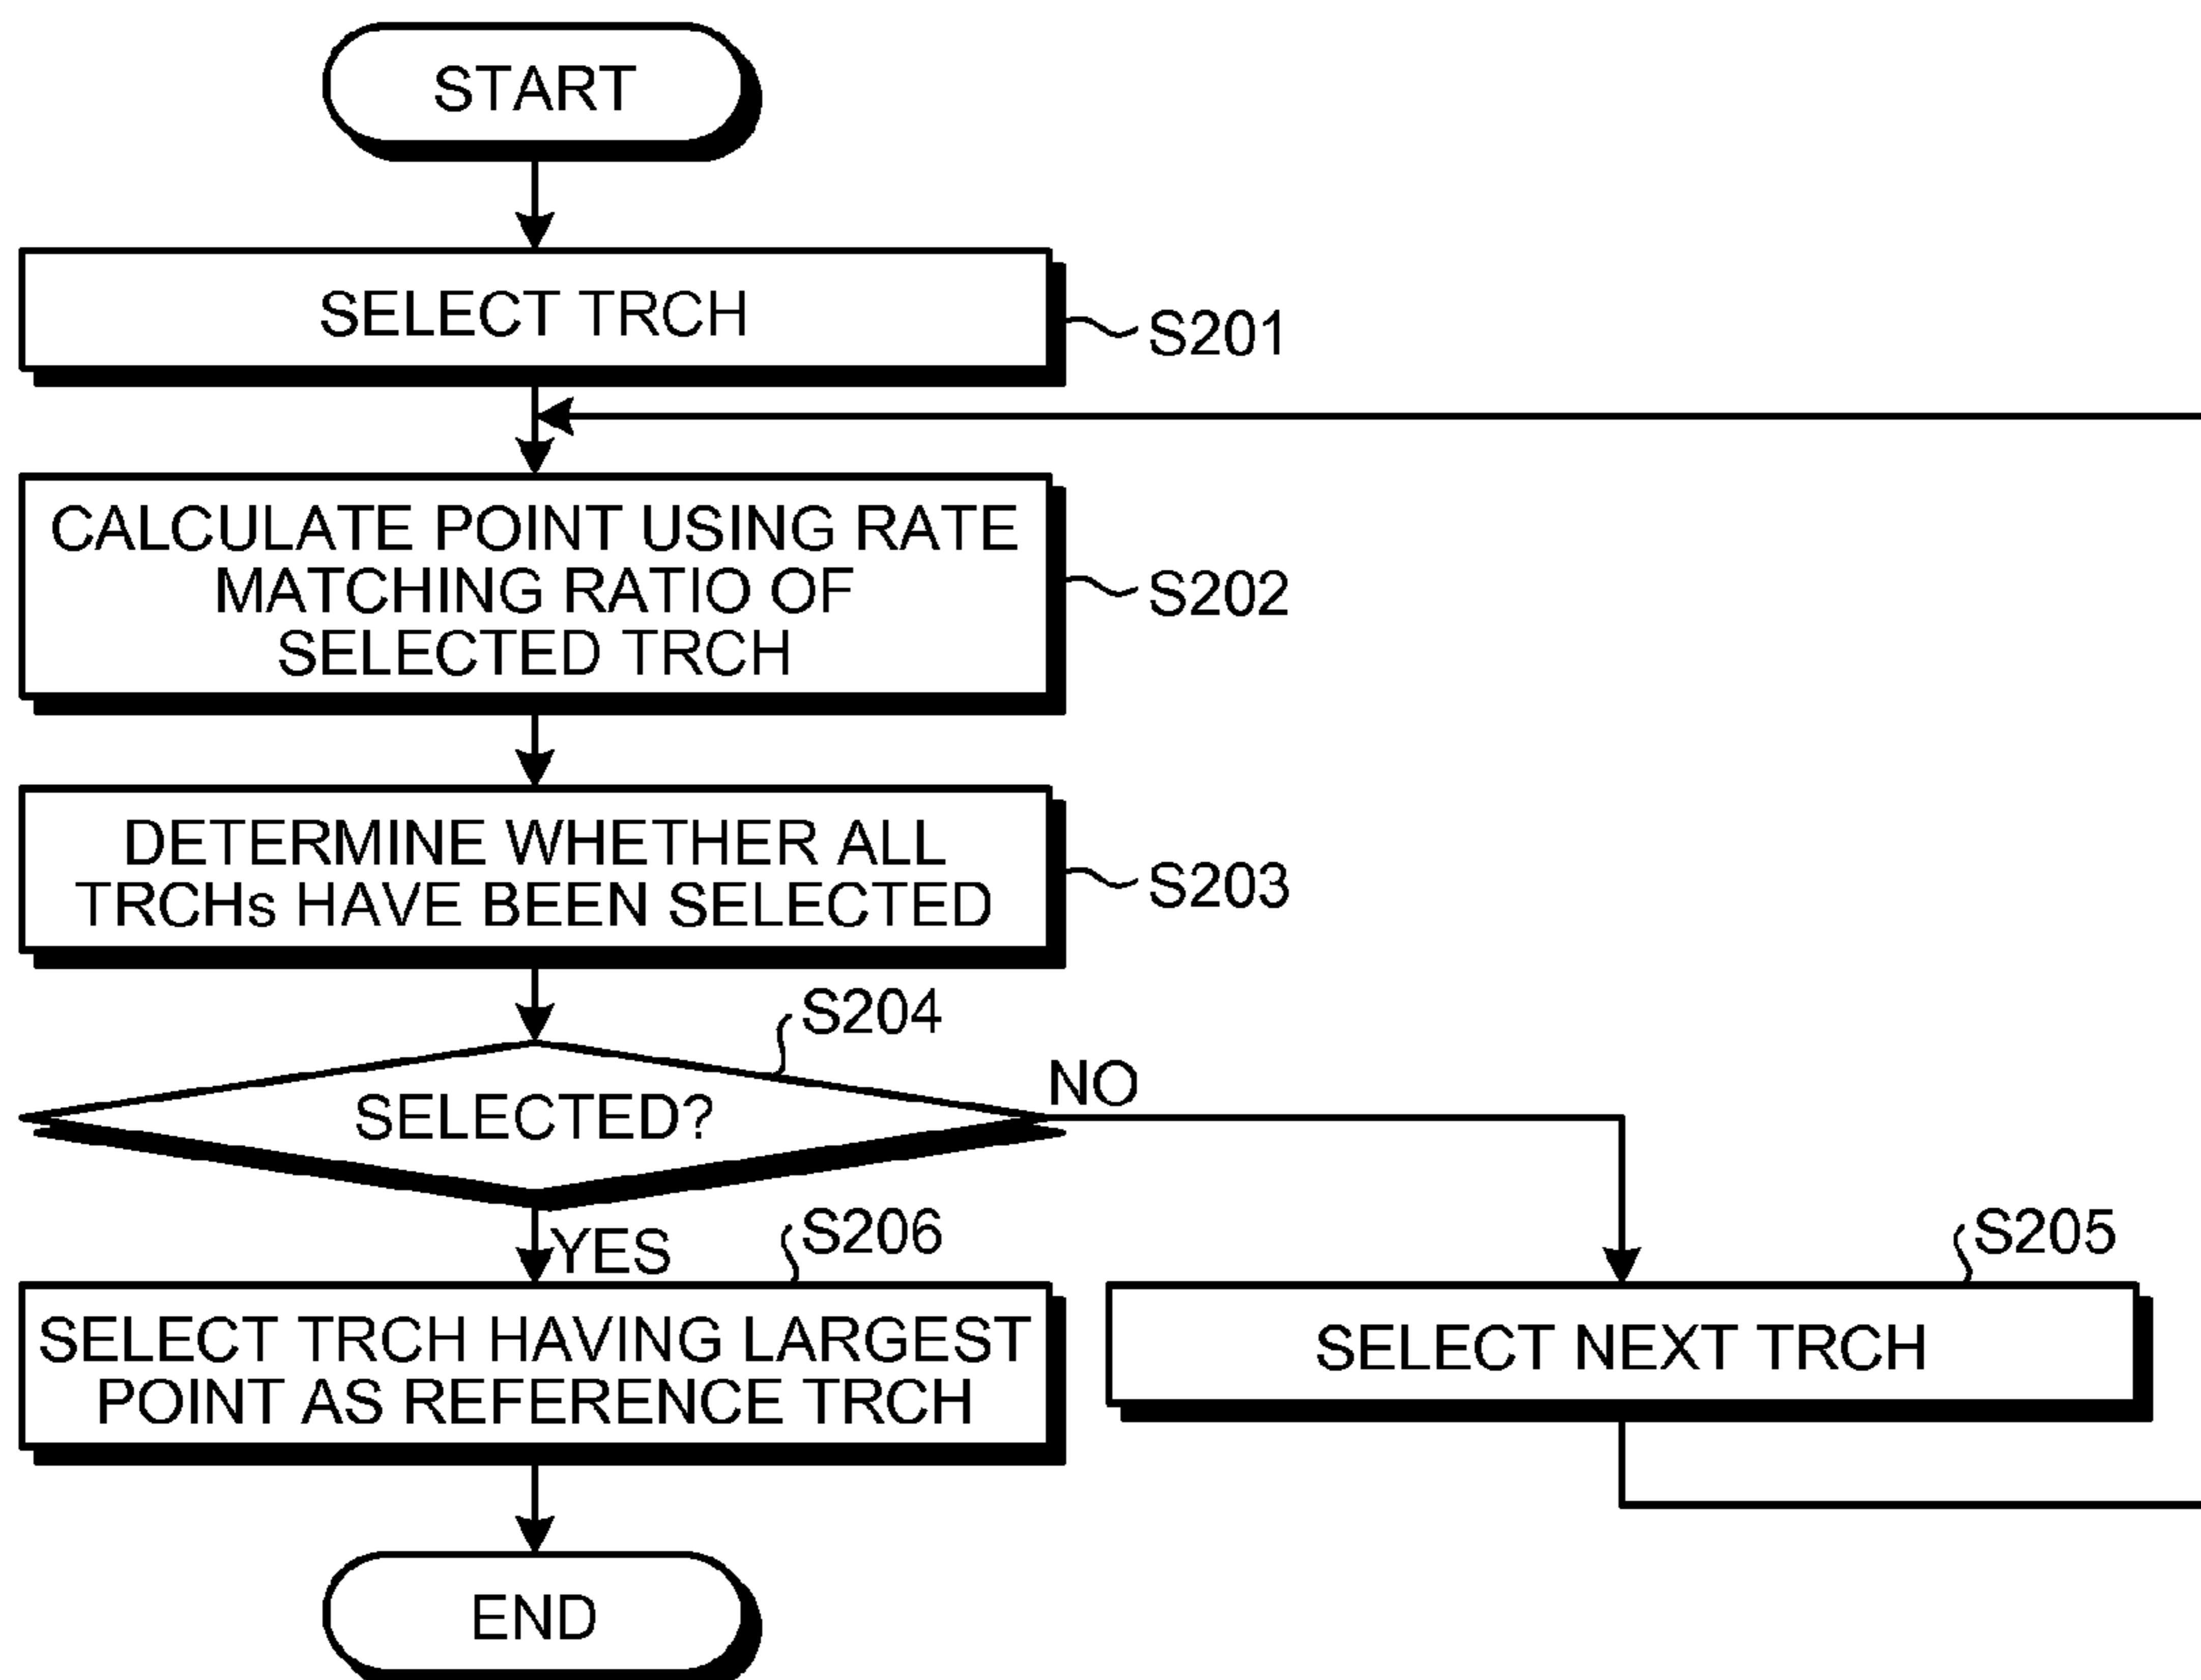 START
SELECT TRCH
S201
CALCULATE POINT USING RATE
MATCHING RATIO OF
SELECTED TRCH
S202
DETERMINE WHETHER ALL
TRCHs HAVE BEEN SELECTED
S203
S204
SELECTED?
NO
YES
S206
SELECT TRCH HAVING LARGEST
POINT AS REFERENCE TRCH
S205
SELECT NEXT TRCH
END